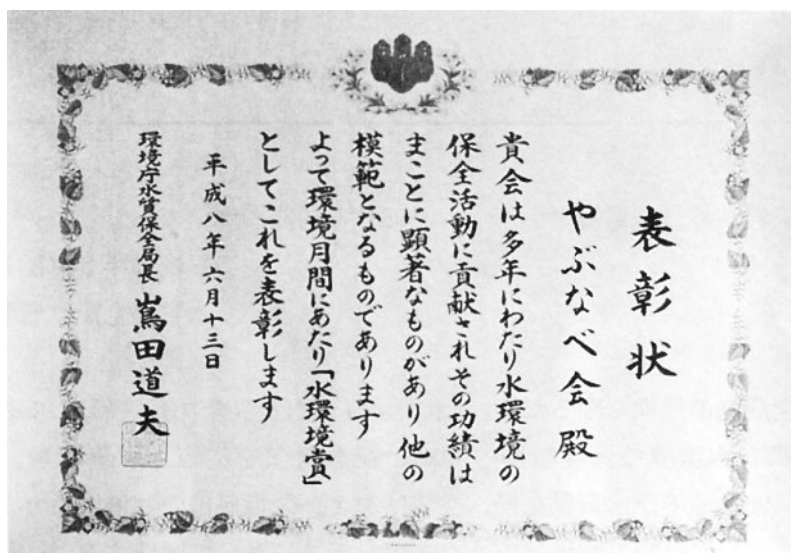 表彰状
やぶなべ会殿
貴会は多年にわたり水環境の
保全活動に貢献されその功績は
まことに顕著なものがあり他の
模範となるものであります
よって環境月間にあたり「水環境賞」
としてこれを表彰します
平成八年六月十三日
環境庁水質保全局長 嶌田道夫